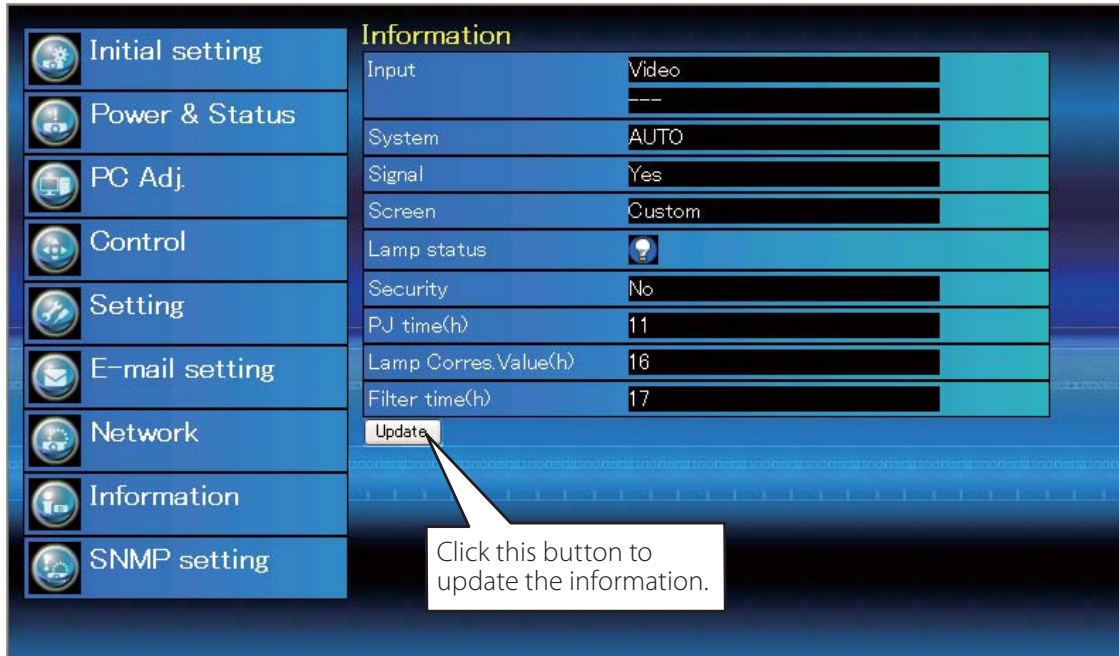 Initial setting
Power & Status
PC Adj.
Control
Setting
E-mail setting
Network
Information
SNMP setting
Information
Input Video
---
System AUTO
Signal Yes
Screen Custom
Lamp status
Security No
PJ time(h) 11
Lamp Corres.Value(h) 16
Filter time(h) 17
Update
Click this button to
update the information.